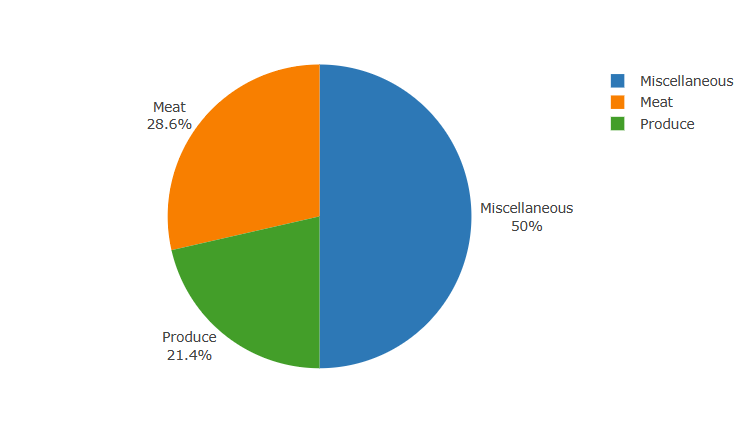 Meat
28.6%
Miscellaneous
50%
Produce
21.4%
Miscellaneous
Meat
Produce